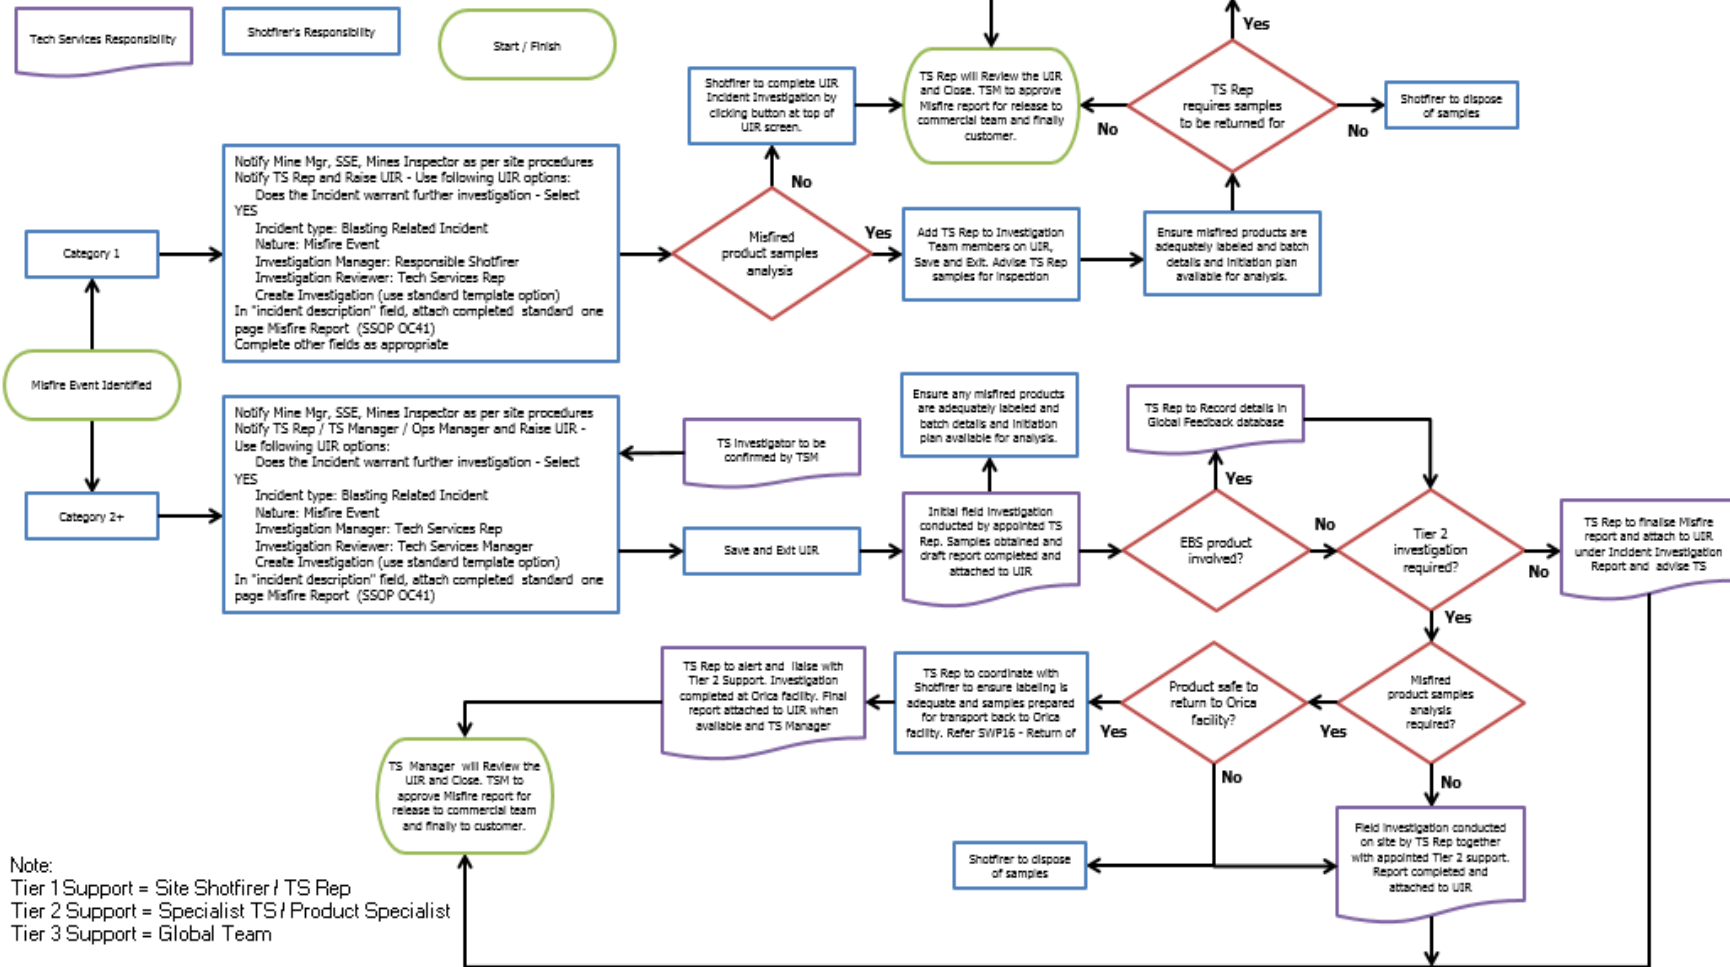 Tech Services Responsibility
Shotfirer's Responsibility
Start / Finish
Yes
Shotfirer to complete UIR
Incident Investigation by
clicking button at top of
UIR screen.
TS Rep will Review the UIR
and Close. TSM to approve
Misfire report for release to
commercial team and finally
customer.
TS Rep
requires samples
to be returned for
No
No
Shotfirer to dispose
of samples
Notify Mine Mgr, SSE, Mines Inspector as per site procedures
Notify TS Rep and Raise UIR - Use following UIR options:
Does the Incident warrant further investigation - Select
YES
Incident type: Blasting Related Incident
Nature: Misfire Event
Investigation Manager: Responsible Shotfirer
Investigation Reviewer: Tech Services Rep
Create Investigation (use standard template option)
In "incident description" field, attach completed standard one
page Misfire Report (SSOP OC41)
Complete other fields as appropriate
Category 1
No
Misfired
product samples
analysis
Yes
Add TS Rep to Investigation
Team members on UIR,
Save and Exit. Advise TS Rep
samples for inspection
Ensure misfired products are
adequately labeled and batch
details and initiation plan
available for analysis.
Misfire Event Identified
Category 2+
Notify Mine Mgr, SSE, Mines Inspector as per site procedures
Notify TS Rep / TS Manager / Ops Manager and Raise UIR -
Use following UIR options:
Does the Incident warrant further investigation - Select
YES
Incident type: Blasting Related Incident
Nature: Misfire Event
Investigation Manager: Tech Services Rep
Investigation Reviewer: Tech Services Manager
Create Investigation (use standard template option)
In "incident description" field, attach completed standard one
page Misfire Report (SSOP OC41)
TS Investigator to be
confirmed by TSM
Save and Exit UIR
Ensure any misfired products
are adequately labeled and
batch details and initiation
plan available for analysis.
Initial field investigation
conducted by appointed TS
Rep. Samples obtained and
draft report completed and
attached to UIR
TS Rep to Record details in
Global Feedback database
Yes
EBS product
involved?
No
Tier 2
investigation
required?
No
TS Rep to finalise Misfire
report and attach to UIR
under Incident Investigation
Report and advise TS
Yes
Misfired
product samples
analysis
required?
Yes
Product safe to
return to Orica
facility?
Yes
TS Rep to coordinate with
Shotfirer to ensure labeling is
adequate and samples prepared
for transport back to Orica
facility. Refer SWP16 - Return of
TS Rep to alert and liaise with
Tier 2 Support. Investigation
completed at Orica facility. Final
report attached to UIR when
available and TS Manager
TS Manager will Review the
UIR and Close. TSM to
approve Misfire report for
release to commercial team
and finally to customer.
No
No
Shotfirer to dispose
of samples
Field investigation conducted
on site by TS Rep together
with appointed Tier 2 support.
Report completed and
attached to UIR
Note:
Tier 1 Support = Site Shotfirer / TS Rep
Tier 2 Support = Specialist TS / Product Specialist
Tier 3 Support = Global Team